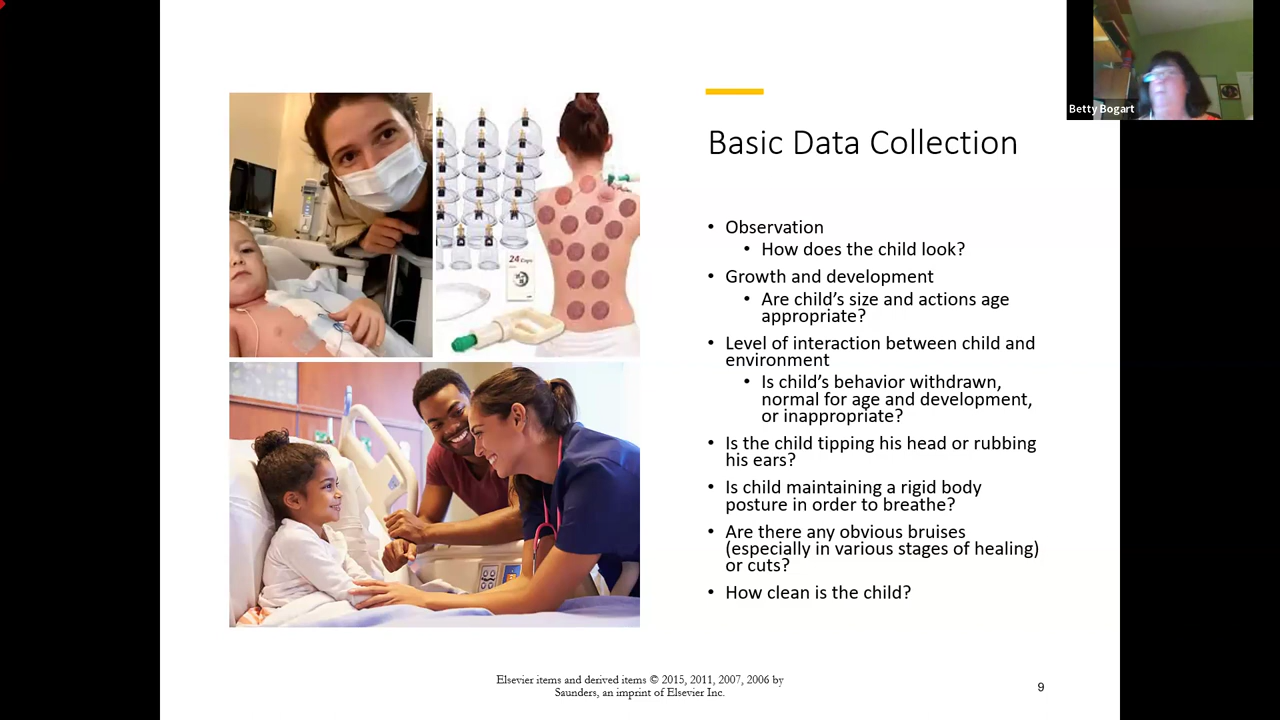 Betty Bogart
Basic Data Collection
24 Cups
• Observation
• How does the child look?
• Growth and development
• Are child’s size and actions age
appropriate?
• Level of interaction between child and
environment
• Is child’s behavior withdrawn,
normal for age and development,
or inappropriate?
• Is the child tipping his head or rubbing
his ears?
• Is child maintaining a rigid body
posture in order to breathe?
• Are there any obvious bruises
(especially in various stages of healing)
or cuts?
• How clean is the child?
Elsevier items and derived items © 2015, 2011, 2007, 2006 by
Saunders, an imprint of Elsevier Inc.
9